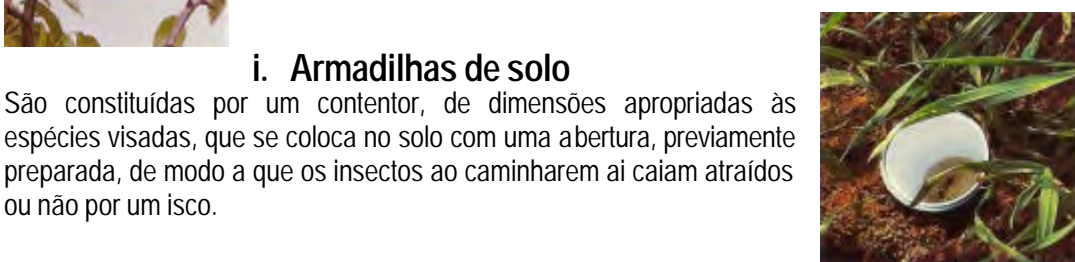 i. Armadilhas de solo
São constituídas por um contentor, de dimensões apropriadas às
espécies visadas, que se coloca no solo com uma abertura, previamente
preparada, de modo a que os insectos ao caminharem ai caiam atraídos
ou não por um isco.